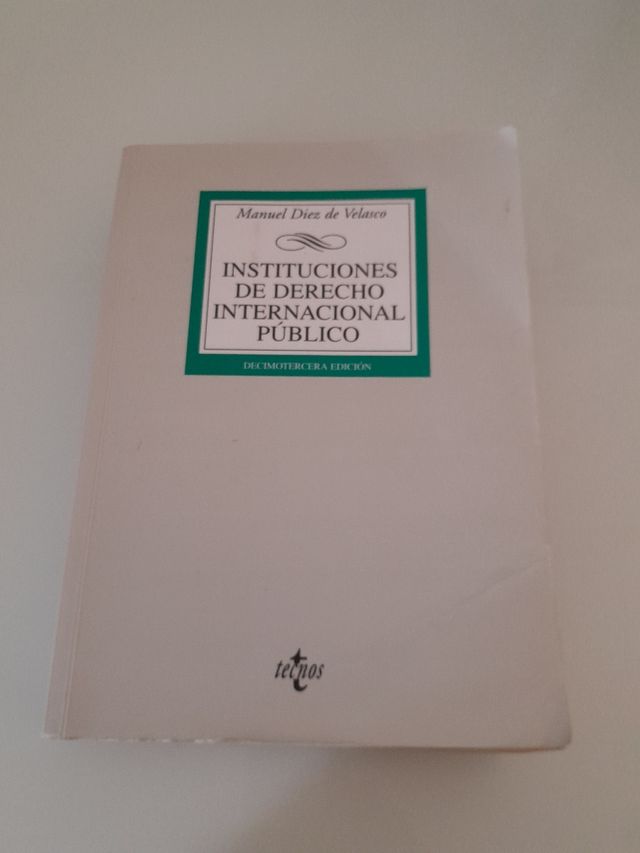 Manuel Diez de Velasco
INSTITUCIONES
DE DERECHO
INTERNACIONAL
PÚBLICO
DECIMOTERCERA EDICIÓN
tecnos